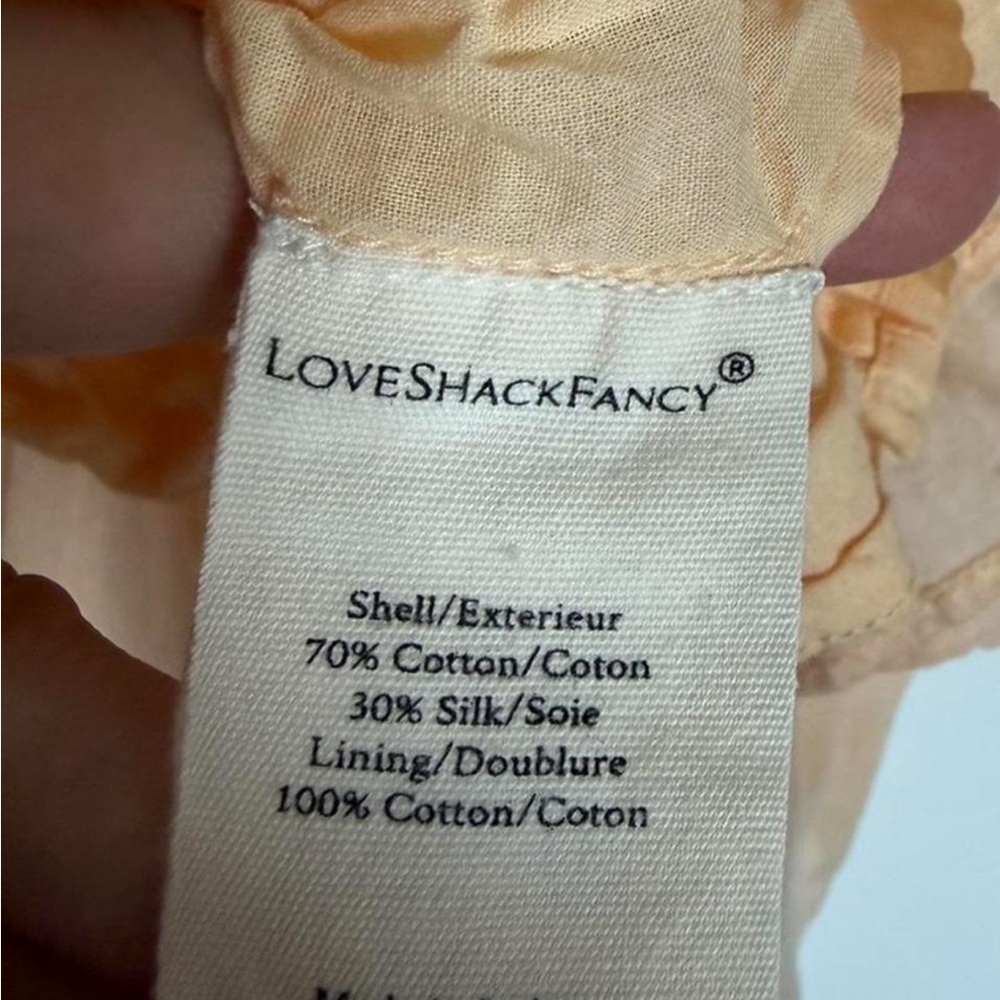 LOVESHACKFANCY®
Shell/Exterieur
70% Cotton/Coton
30% Silk/Soie
Lining/Doublure
100% Cotton/Coton